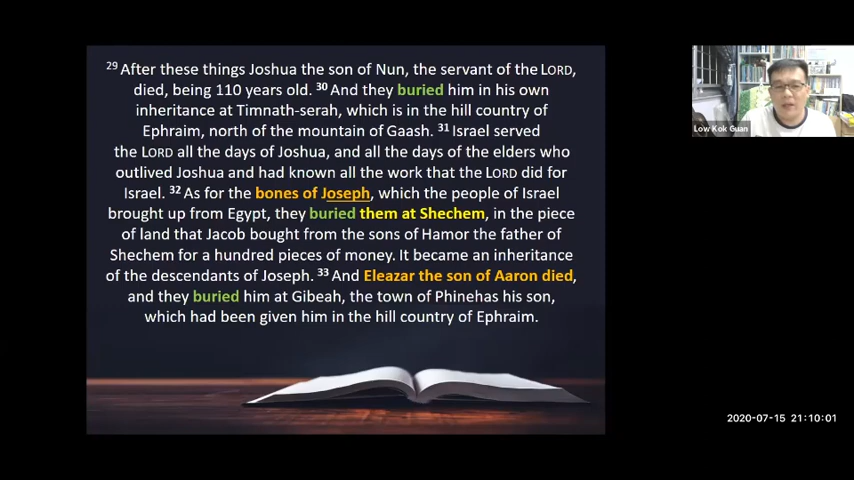 29 After these things Joshua the son of Nun, the servant of the LORD,
died, being 110 years old. 30 And they buried him in his own
inheritance at Timnath-serah, which is in the hill country of
Ephraim, north of the mountain of Gaash. 31 Israel served
the LORD all the days of Joshua, and all the days of the elders who
outlived Joshua and had known all the work that the LORD did for
Israel. 32 As for the bones of Joseph, which the people of Israel
brought up from Egypt, they buried them at Shechem, in the piece
of land that Jacob bought from the sons of Hamor the father of
Shechem for a hundred pieces of money. It became an inheritance
of the descendants of Joseph. 33 And Eleazar the son of Aaron died,
and they buried him at Gibeah, the town of Phinehas his son,
which had been given him in the hill country of Ephraim.
Low Kok Guan
2020-07-15 21:10:01